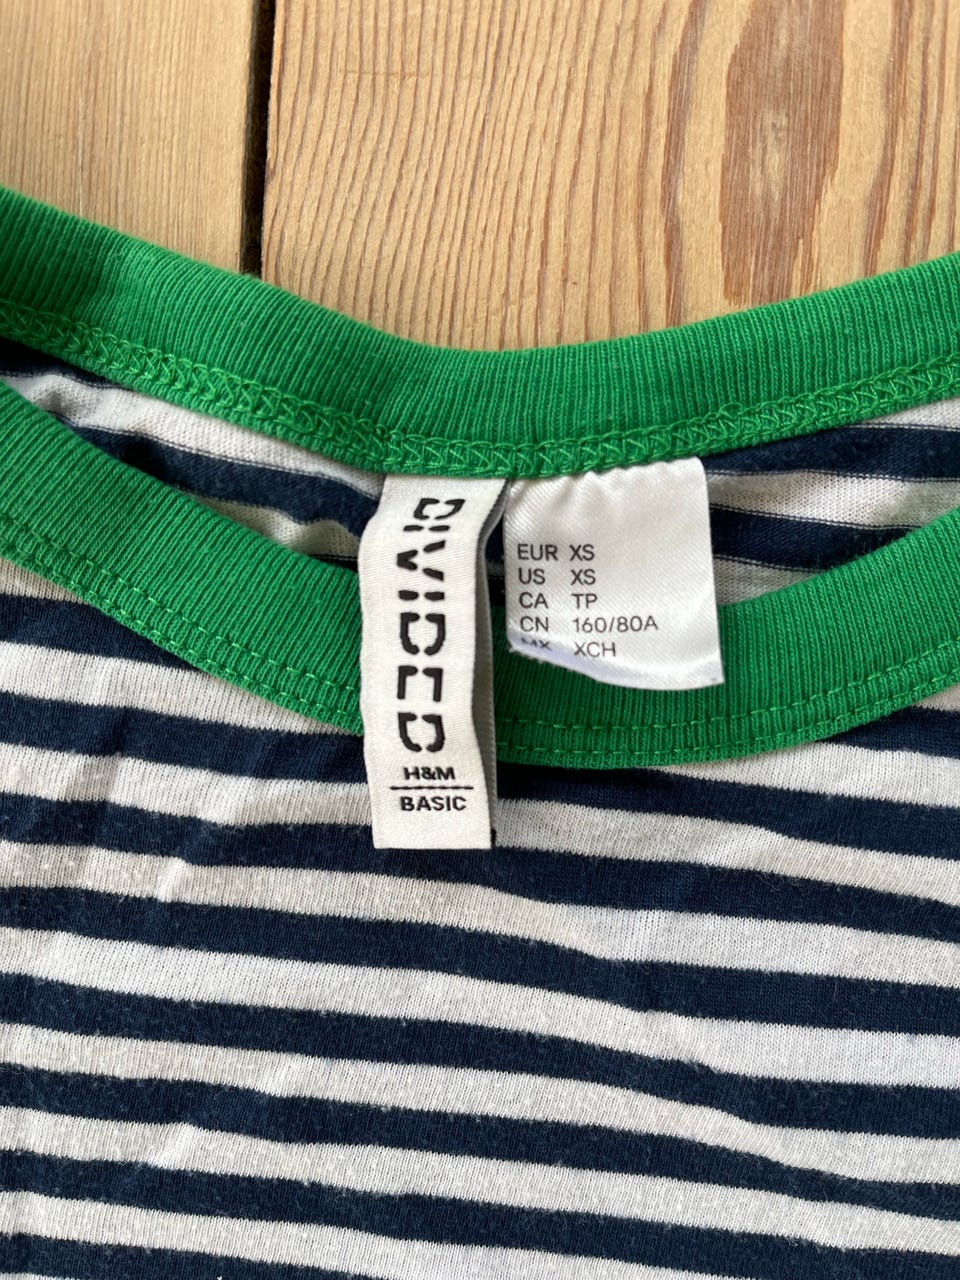 DIVIDED
H&M
BASIC
EUR XS
US XS
CA TP
CN 160/80A
MX XCH